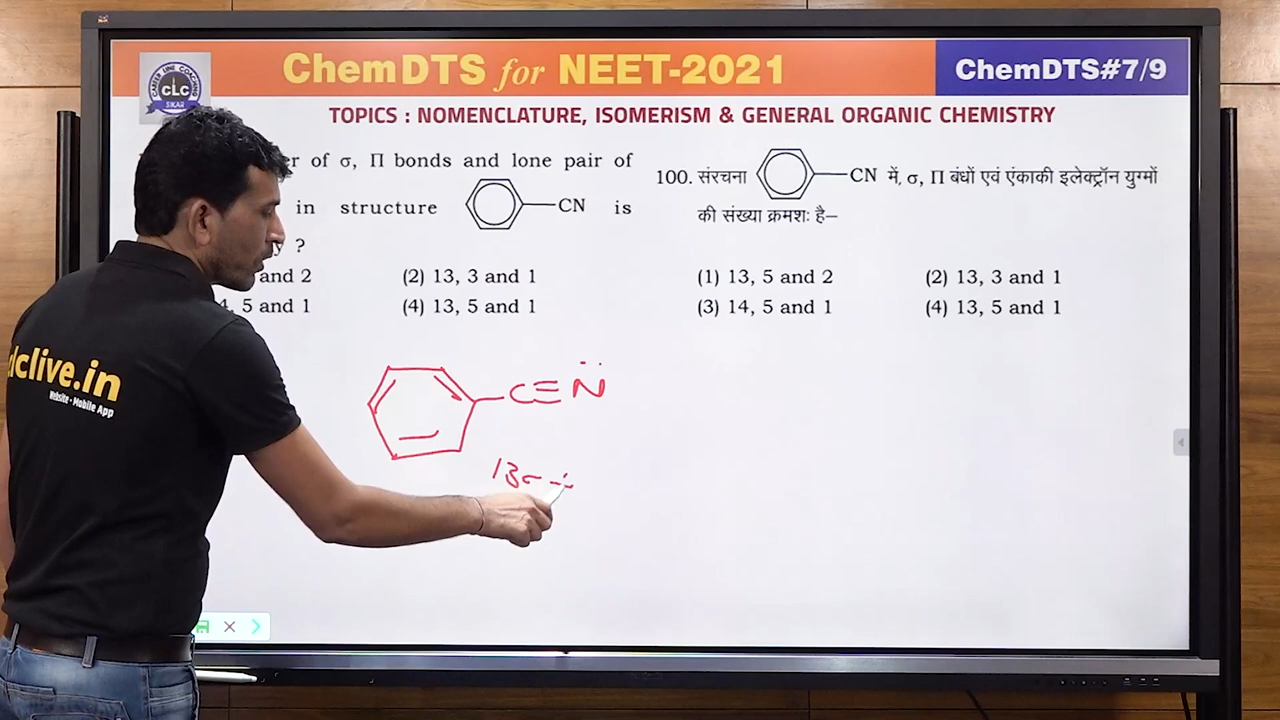 ChemDTS for NEET-2021
ChemDTS#7/9
CLC
SIKAR
TOPICS : NOMENCLATURE, ISOMERISM & GENERAL ORGANIC CHEMISTRY
of σ, Π bonds and lone pair of
in structure CN is
?
and 2 (2) 13, 3 and 1
5 and 1 (4) 13, 5 and 1
100. संरचना CN में, σ, Π बंधों एवं एंकाकी इलेक्ट्रॉन युग्मों
की संख्या क्रमशः है–
(1) 13, 5 and 2 (2) 13, 3 and 1
(3) 14, 5 and 1 (4) 13, 5 and 1
C≡N
13σ
clclive.in
Website • Mobile App